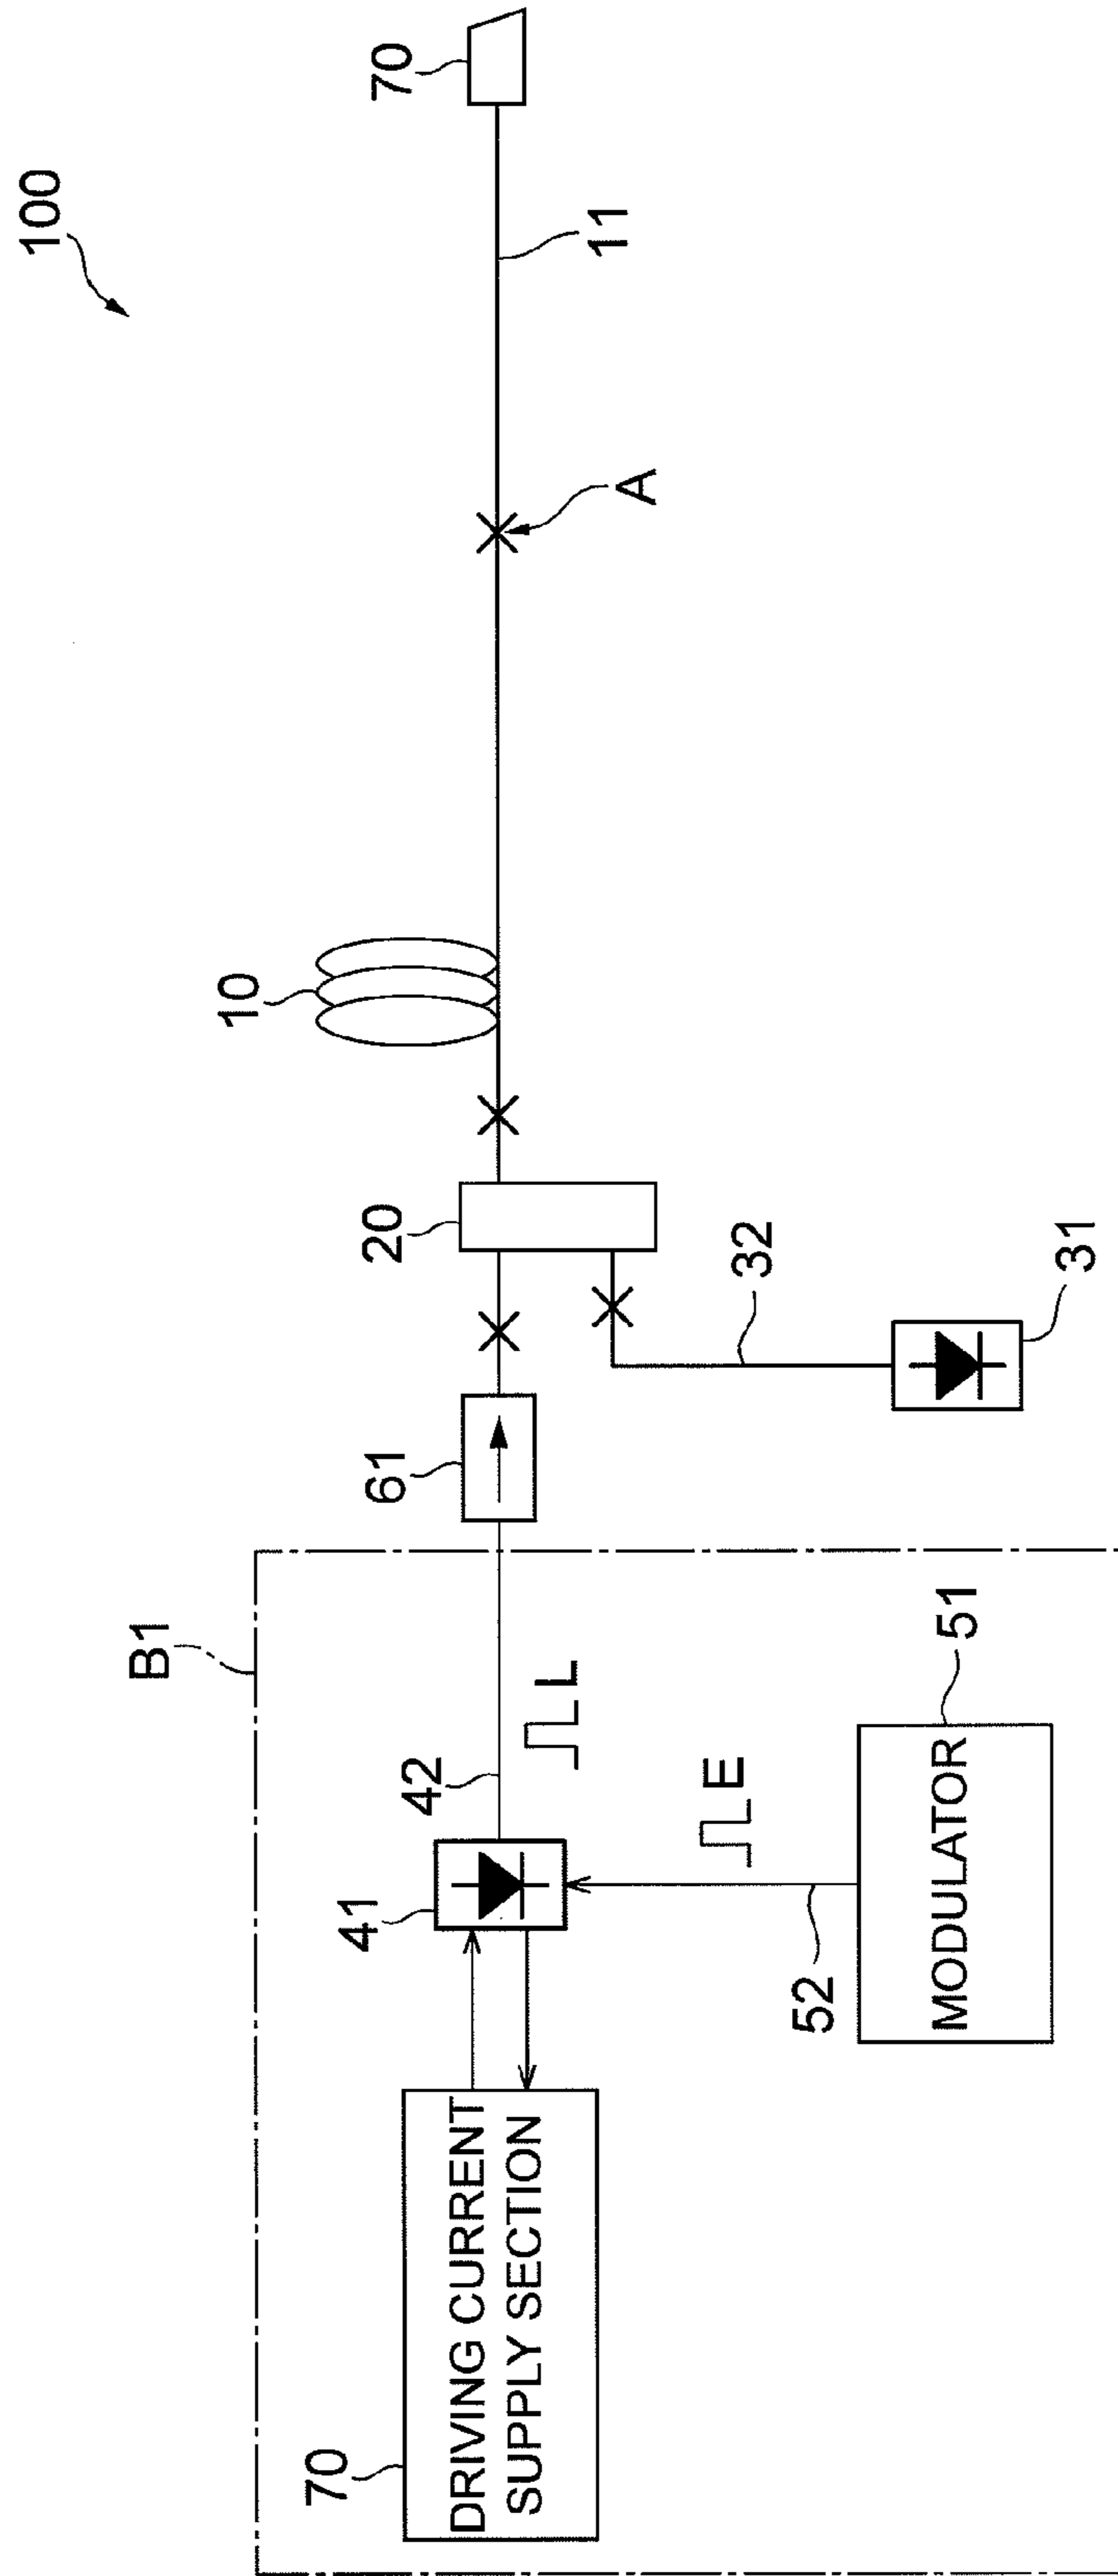 100
B1
70
DRIVING CURRENT
SUPPLY SECTION
41
42
L
61
20
10
70
E
52
MODULATOR
51
32
31
A
11